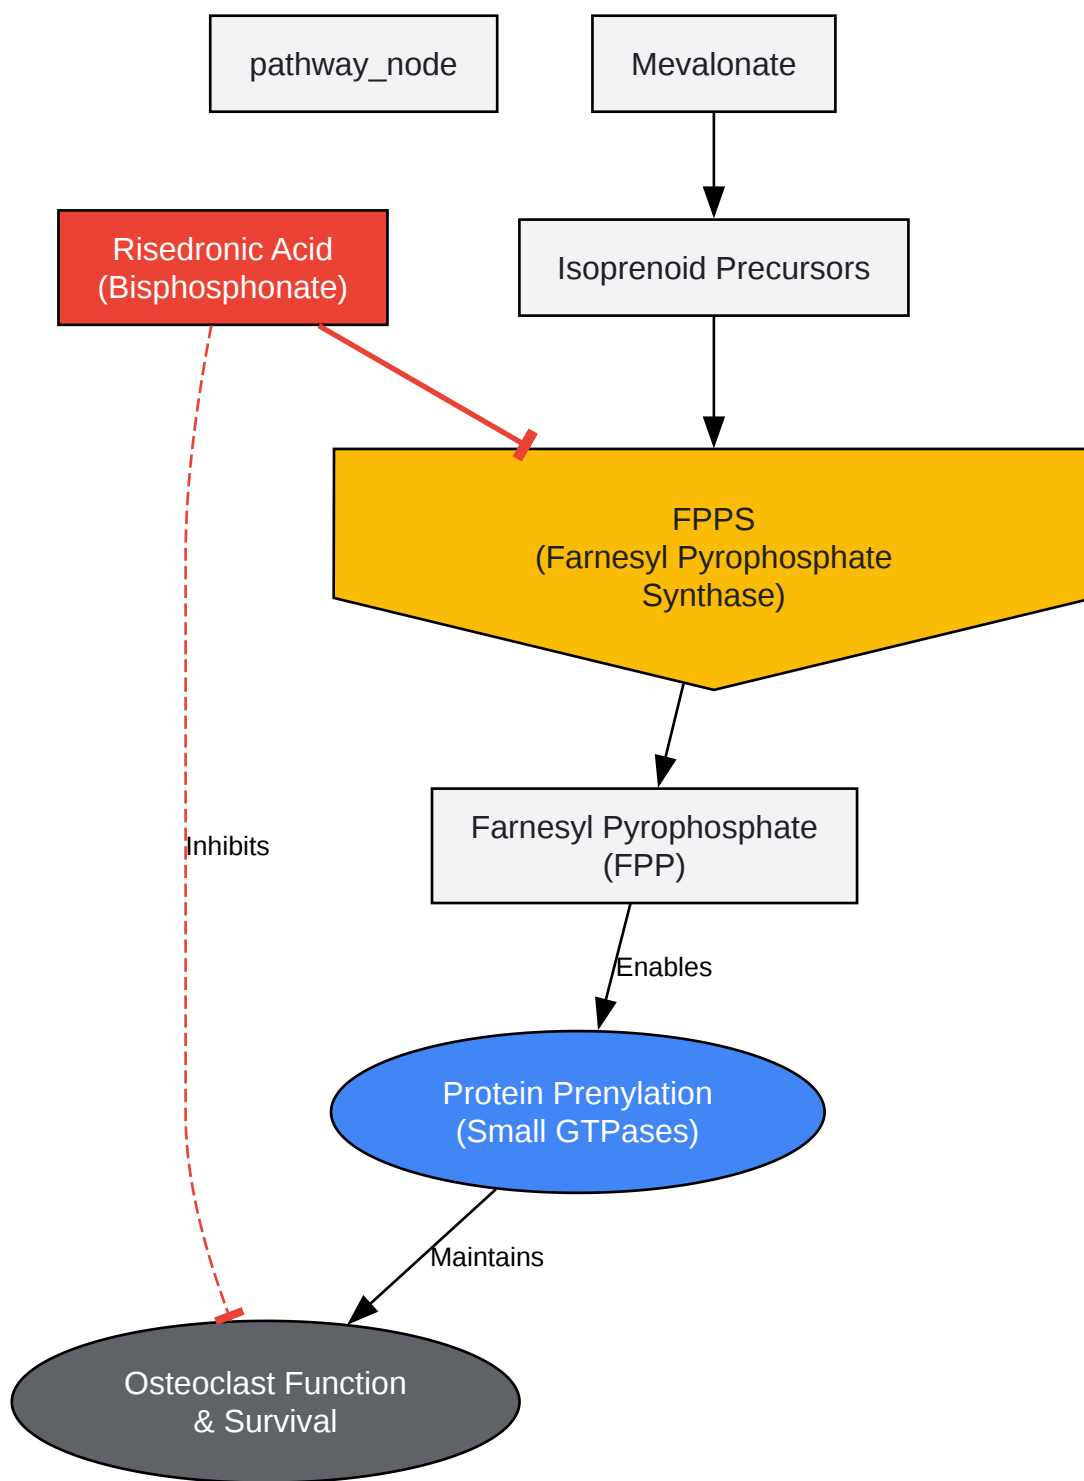 pathway_node
Mevalonate
Risedronic Acid
(Bisphosphonate)
Isoprenoid Precursors
FPPS
(Farnesyl Pyrophosphate
Synthase)
Farnesyl Pyrophosphate
(FPP)
Inhibits
Enables
Protein Prenylation
(Small GTPases)
Maintains
Osteoclast Function
& Survival